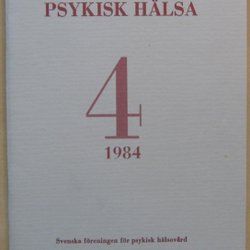 PSYKISK HÄLSA
4
1984
Svenska föreningen för psykisk hälsovård